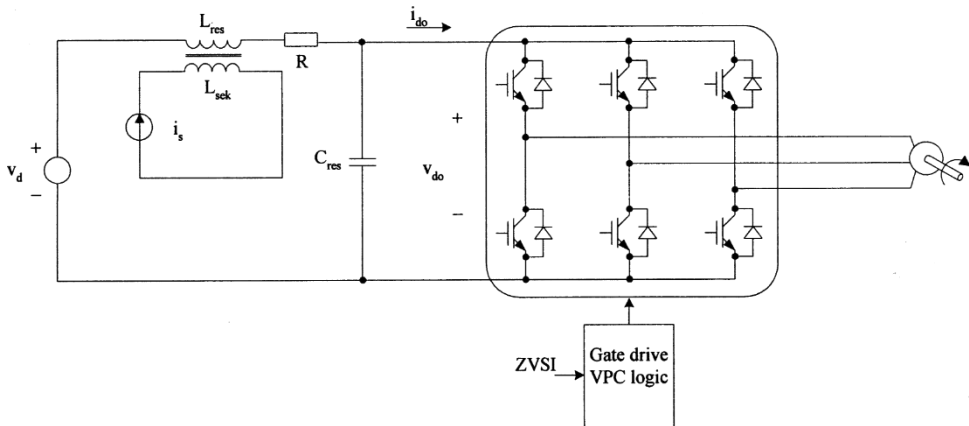 L_res
i_do
R
L_sek
i_s
+
v_d
−
C_res
+
v_do
−
ZVSI
Gate drive
VPC logic